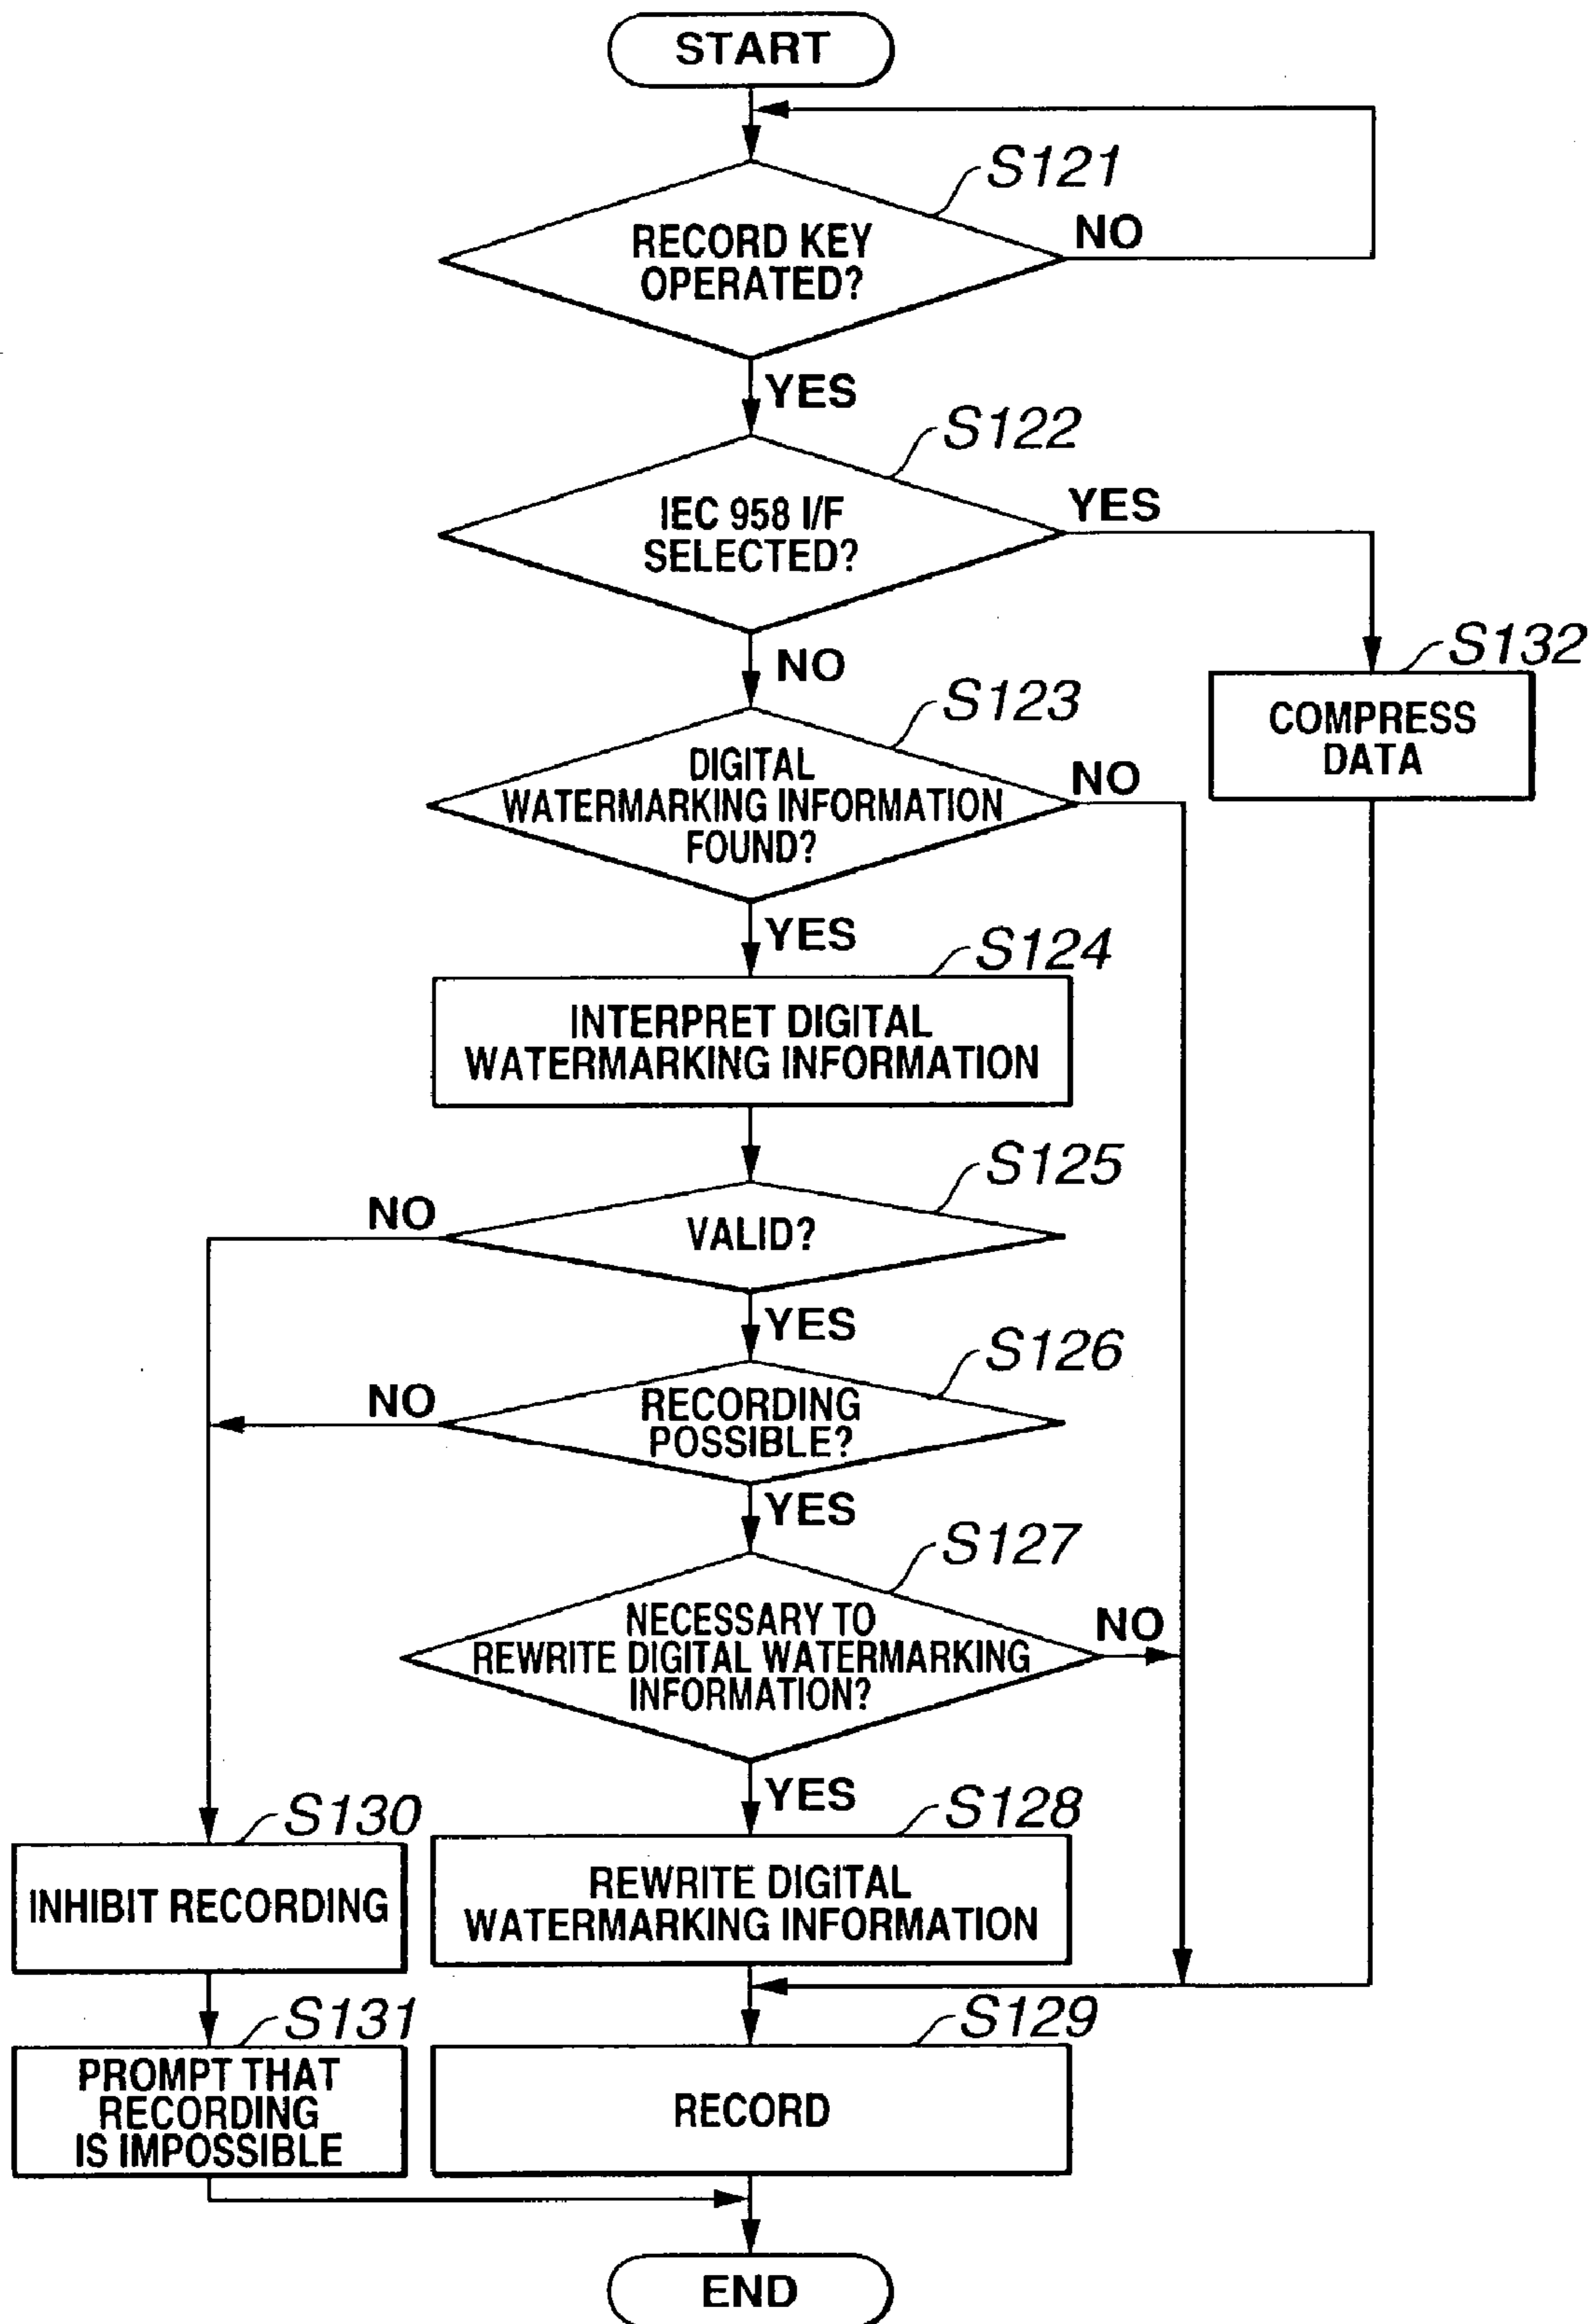 START
S121
RECORD KEY
OPERATED?
NO
YES
S122
IEC 958 I/F
SELECTED?
YES
NO
S132
COMPRESS
DATA
S123
DIGITAL
WATERMARKING INFORMATION
FOUND?
NO
YES
S124
INTERPRET DIGITAL
WATERMARKING INFORMATION
S125
NO
VALID?
YES
S126
NO
RECORDING
POSSIBLE?
YES
S127
NECESSARY TO
REWRITE DIGITAL WATERMARKING
INFORMATION?
NO
YES
S130
INHIBIT RECORDING
S128
REWRITE DIGITAL
WATERMARKING INFORMATION
S131
PROMPT THAT
RECORDING
IS IMPOSSIBLE
S129
RECORD
END